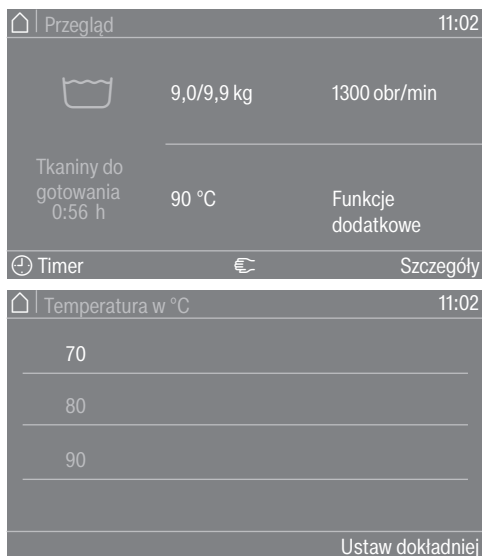 Przegląd 11:02
9,0/9,9 kg 1300 obr/min
Tkaniny do
gotowania
0:56 h
90 °C Funkcje
dodatkowe
Timer Szczegóły
Temperatura w °C 11:02
70
80
90
Ustaw dokładniej